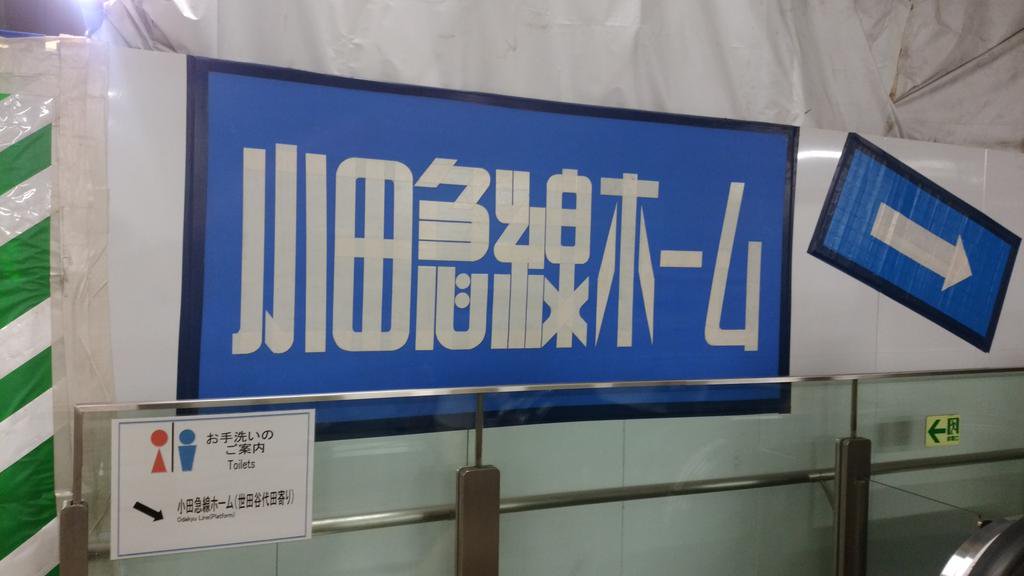 小田急線ホーム
お手洗いの
ご案内
Toilets
小田急線ホーム(世田谷代田寄り)
Odakyu Line(Platform)